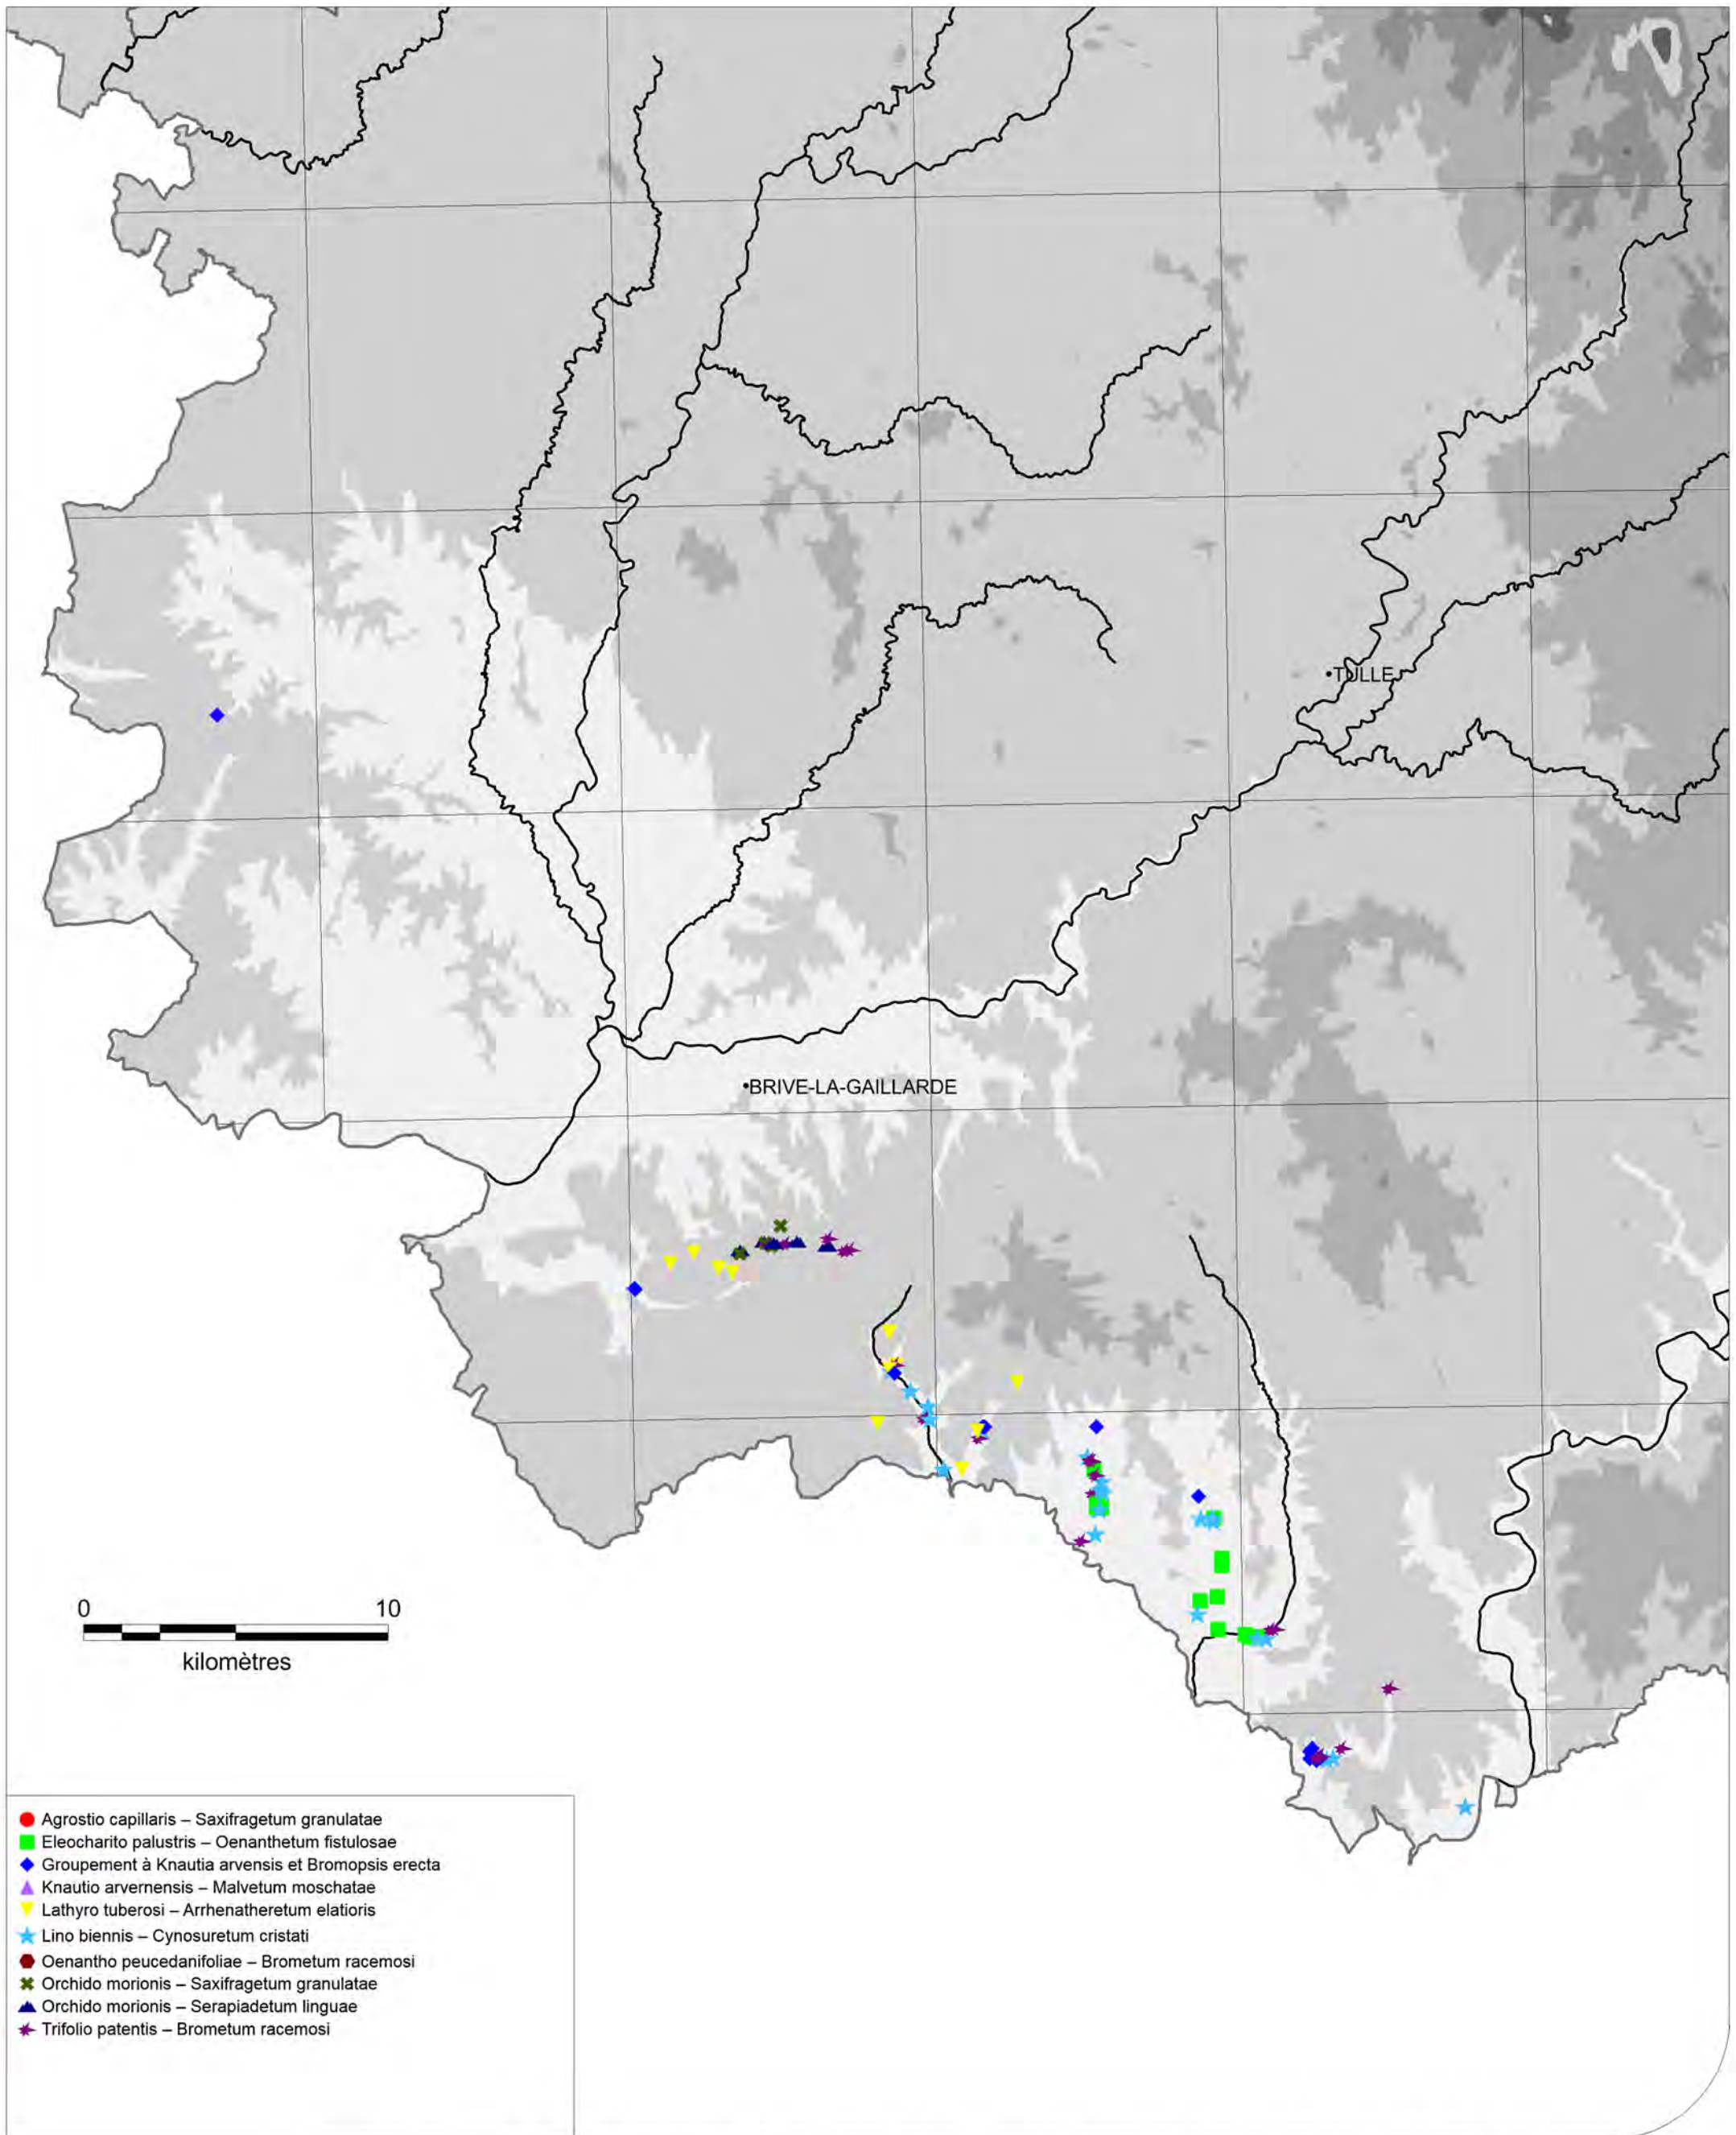 •TULLE
•BRIVE-LA-GAILLARDE
0 10
kilomètres
Agrostio capillaris – Saxifragetum granulatae
Eleocharito palustris – Oenanthetum fistulosae
Groupement à Knautia arvensis et Bromopsis erecta
Knautio arvernensis – Malvetum moschatae
Lathyro tuberosi – Arrhenatheretum elatioris
Lino biennis – Cynosuretum cristati
Oenantho peucedanifoliae – Brometum racemosi
Orchido morionis – Saxifragetum granulatae
Orchido morionis – Serapiadetum linguae
Trifolio patentis – Brometum racemosi